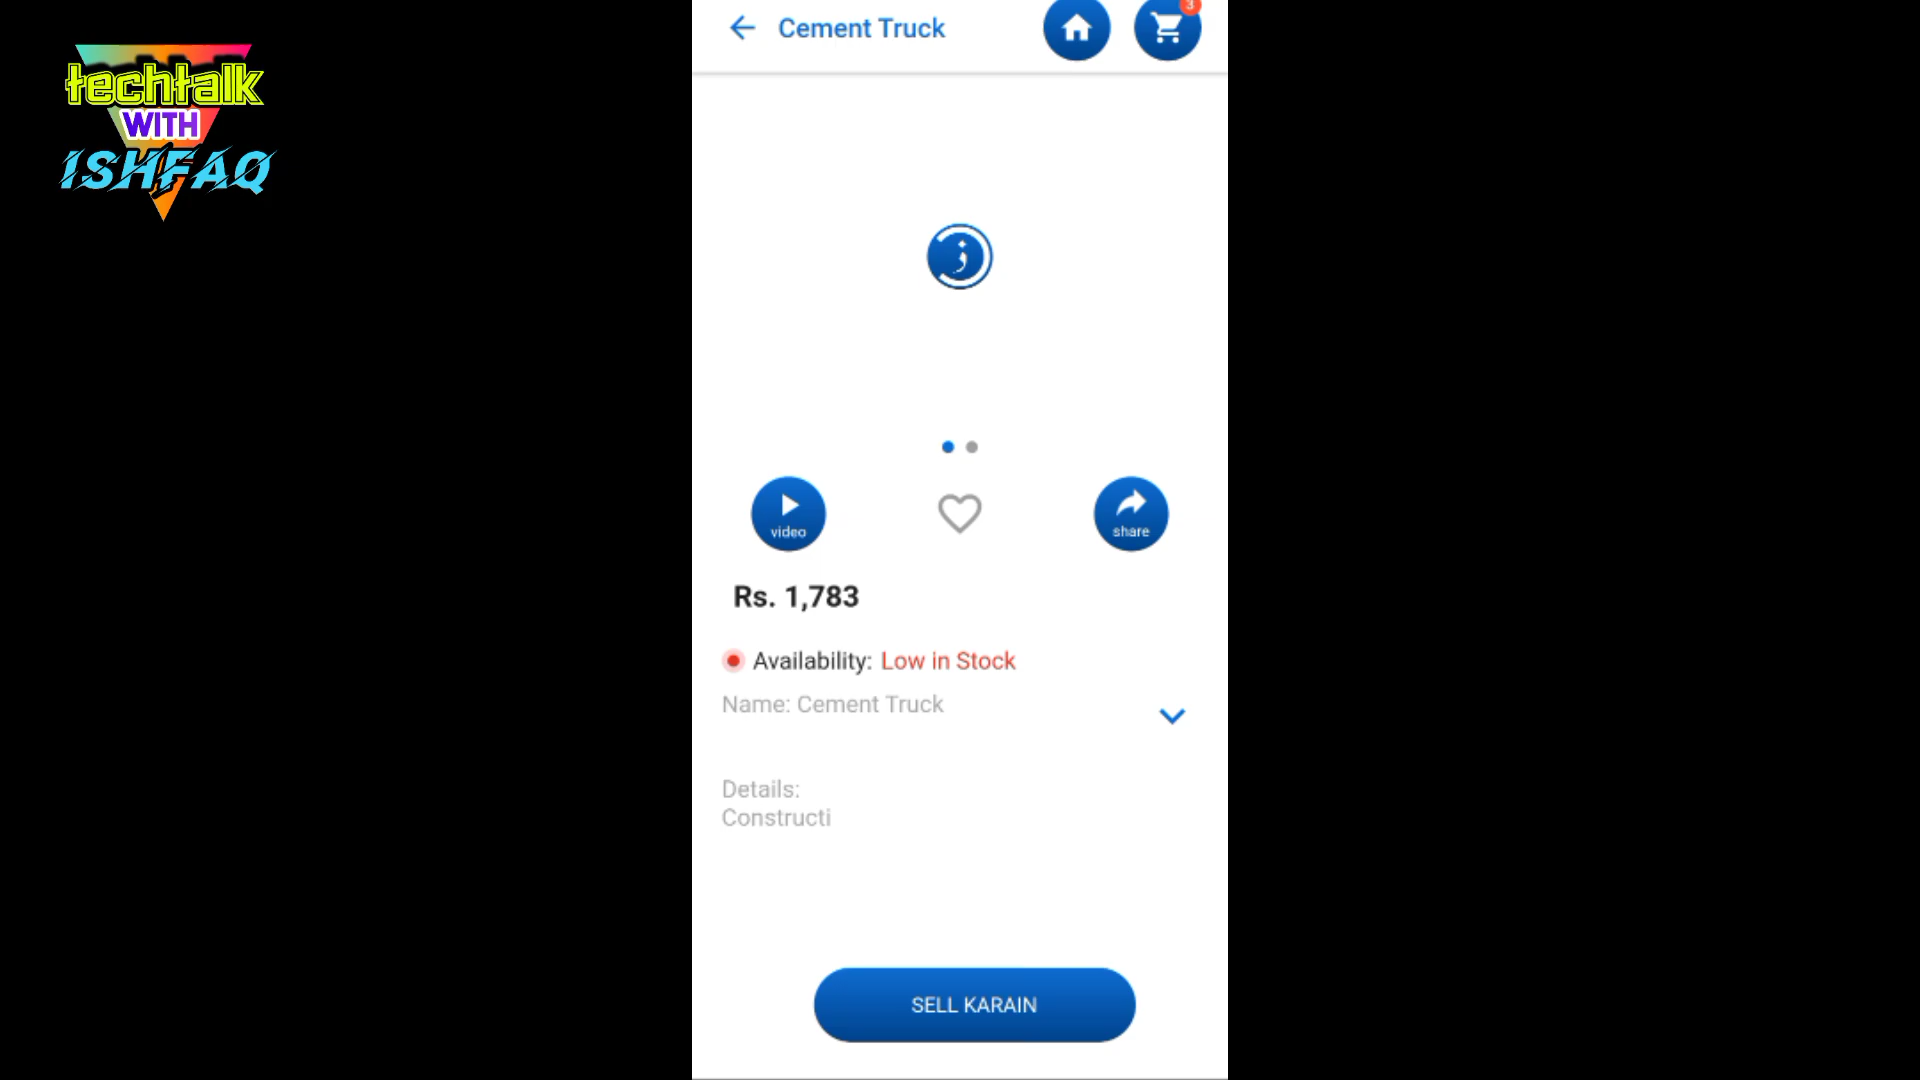 techtalk
WITH
ISHFAQ
Cement Truck
3
و
video
share
Rs. 1,783
Availability: Low in Stock
Name: Cement Truck
Details:
Constructi
SELL KARAIN